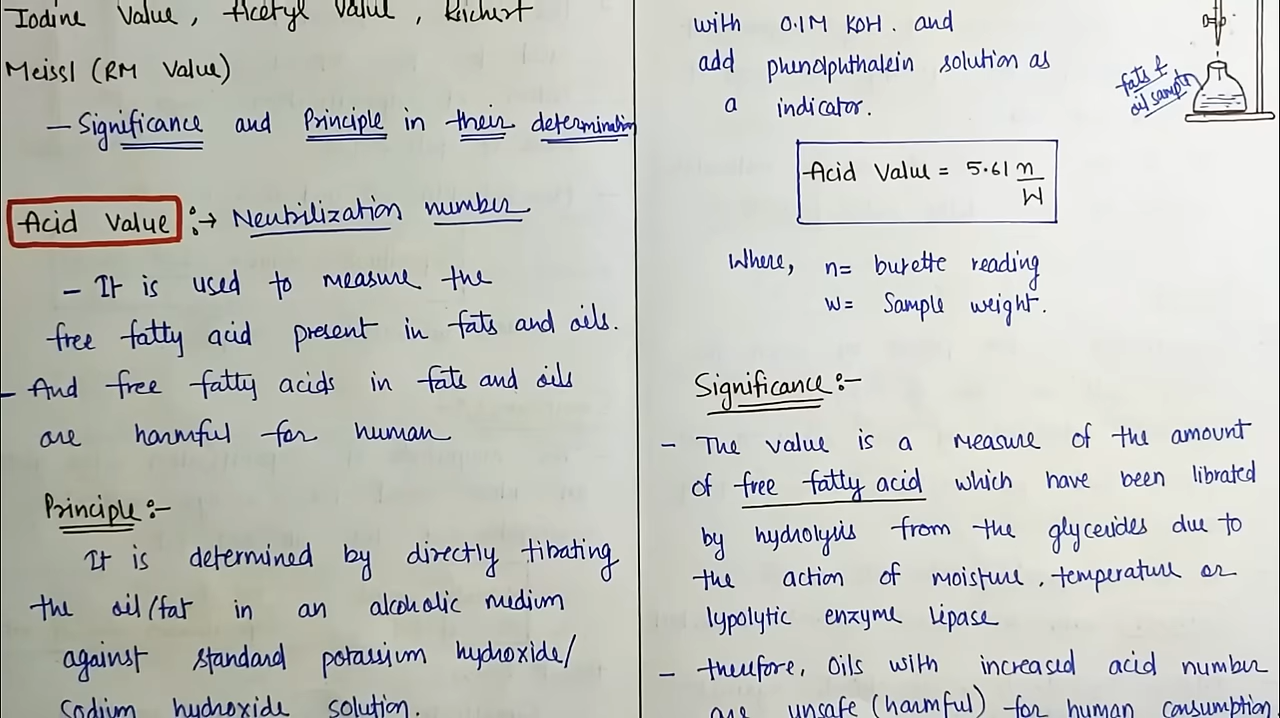 Iodine Value, Acetyl Value, Reichert
Meissl (RM Value)
- Significance and Principle in their determination
Acid Value :→ Neutrilization number
- It is used to measure the
free fatty acid present in fats and oils.
- And free fatty acids in fats and oils
are harmful for human
Principle :-
It is determined by directly titrating
the oil/fat in an alcoholic medium
against standard potassium hydroxide/
Sodium hydroxide solution.
with 0.1M KOH. and
add phenolphthalein solution as
a indicator.
fats &
oil sample
Acid Value = 5.61 n/W
Where, n= burette reading
W= Sample weight.
Significance :-
- The value is a measure of the amount
of free fatty acid which have been librated
by hydrolysis from the glycerides due to
the action of moisture, temperature or
lypolytic enzyme lipase
- therefore, oils with increased acid number
are unsafe (harmful) for human consumption